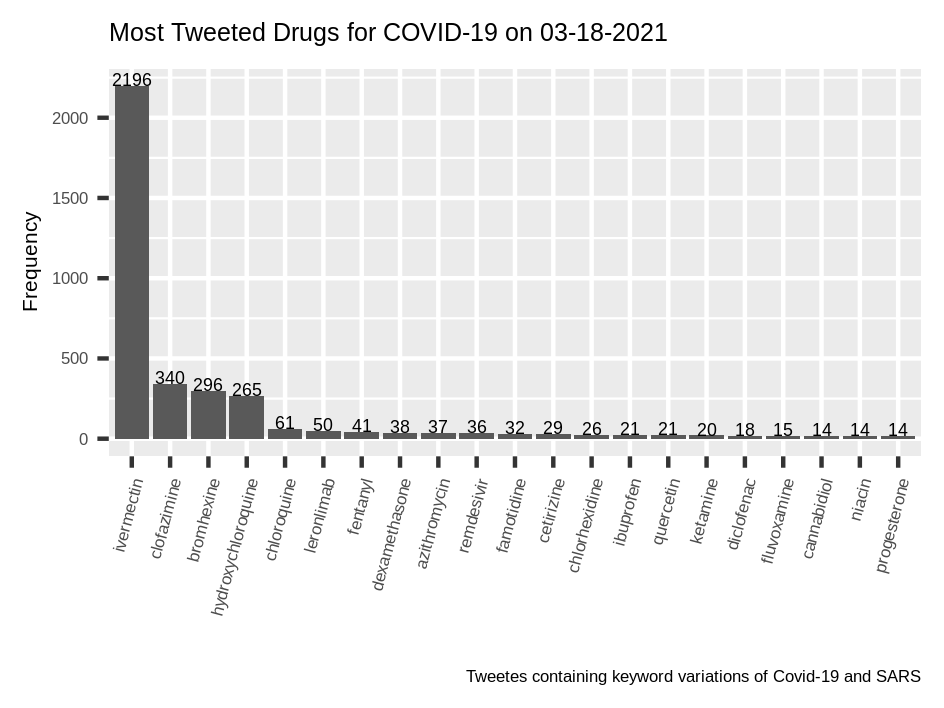 Most Tweeted Drugs for COVID-19 on 03-18-2021
Frequency
2000
1500
1000
500
0
2196
340
296
265
61
50
41
38
37
36
32
29
26
21
21
20
18
15
14
14
14
ivermectin
clofazimine
bromhexine
hydroxychloroquine
chloroquine
leronlimab
fentanyl
dexamethasone
azithromycin
remdesivir
famotidine
cetirizine
chlorhexidine
ibuprofen
quercetin
ketamine
diclofenac
fluvoxamine
cannabidiol
niacin
progesterone
Tweetes containing keyword variations of Covid-19 and SARS